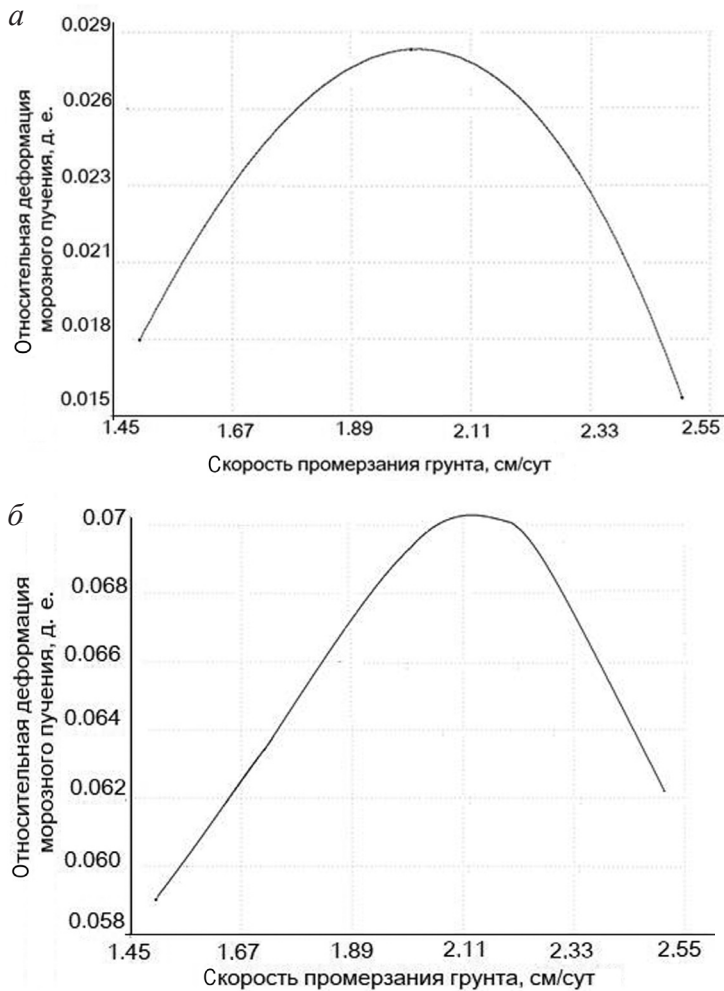 а
Относительная деформация
морозного пучения, д. е.
0.029
0.026
0.023
0.021
0.018
0.015
1.45 1.67 1.89 2.11 2.33 2.55
Скорость промерзания грунта, см/сут
б
Относительная деформация
морозного пучения, д. е.
0.07
0.068
0.066
0.064
0.062
0.060
0.058
1.45 1.67 1.89 2.11 2.33 2.55
Скорость промерзания грунта, см/сут